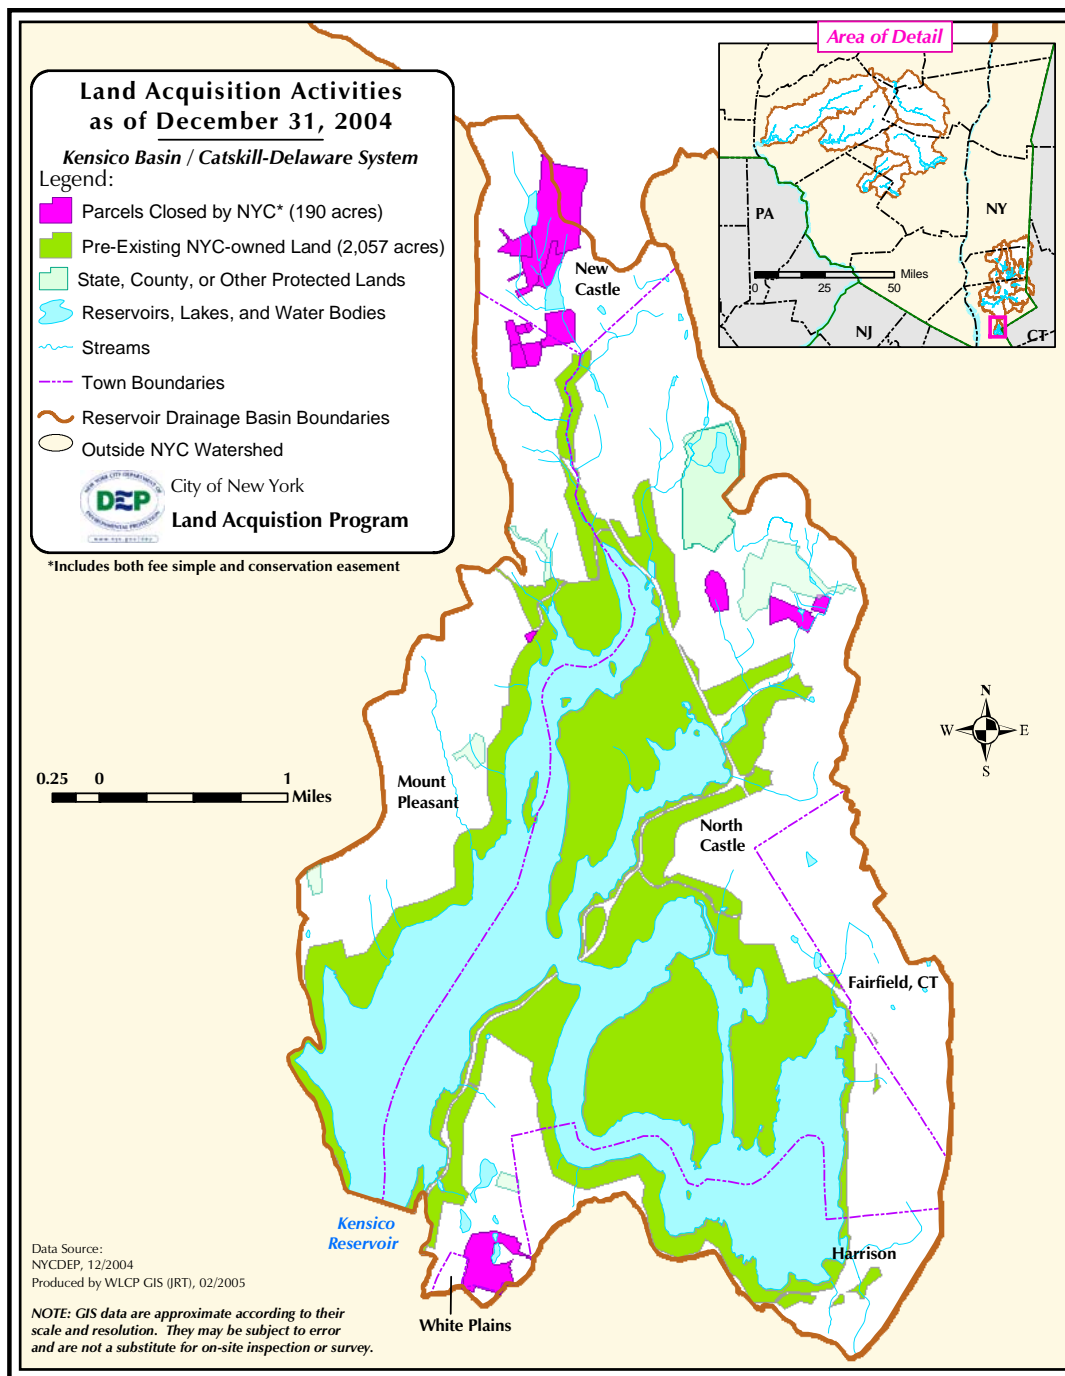 Area of Detail
Land Acquisition Activities
as of December 31, 2004
Kensico Basin / Catskill-Delaware System
Legend:
Parcels Closed by NYC* (190 acres)
Pre-Existing NYC-owned Land (2,057 acres)
State, County, or Other Protected Lands
Reservoirs, Lakes, and Water Bodies
Streams
Town Boundaries
Reservoir Drainage Basin Boundaries
Outside NYC Watershed
DEP
City of New York
Land Acquistion Program
*Includes both fee simple and conservation easement
PA
NY
Miles
0 25 50
NJ
CT
New
Castle
N
W E
S
0.25 0 1
Miles
Mount
Pleasant
North
Castle
Fairfield, CT
Kensico
Reservoir
Harrison
White Plains
Data Source:
NYCDEP, 12/2004
Produced by WLCP GIS (JRT), 02/2005
NOTE: GIS data are approximate according to their
scale and resolution. They may be subject to error
and are not a substitute for on-site inspection or survey.